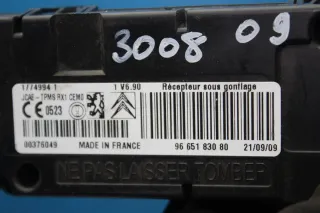 3008 09
1774994 1 1 V6.90 Récepteur sous gonflage
JCAE-TPMS RX1 CEMB
CE 0523
00376049 MADE IN FRANCE 96 651 830 80 21/09/09
NE PAS LAISSER TOMBER